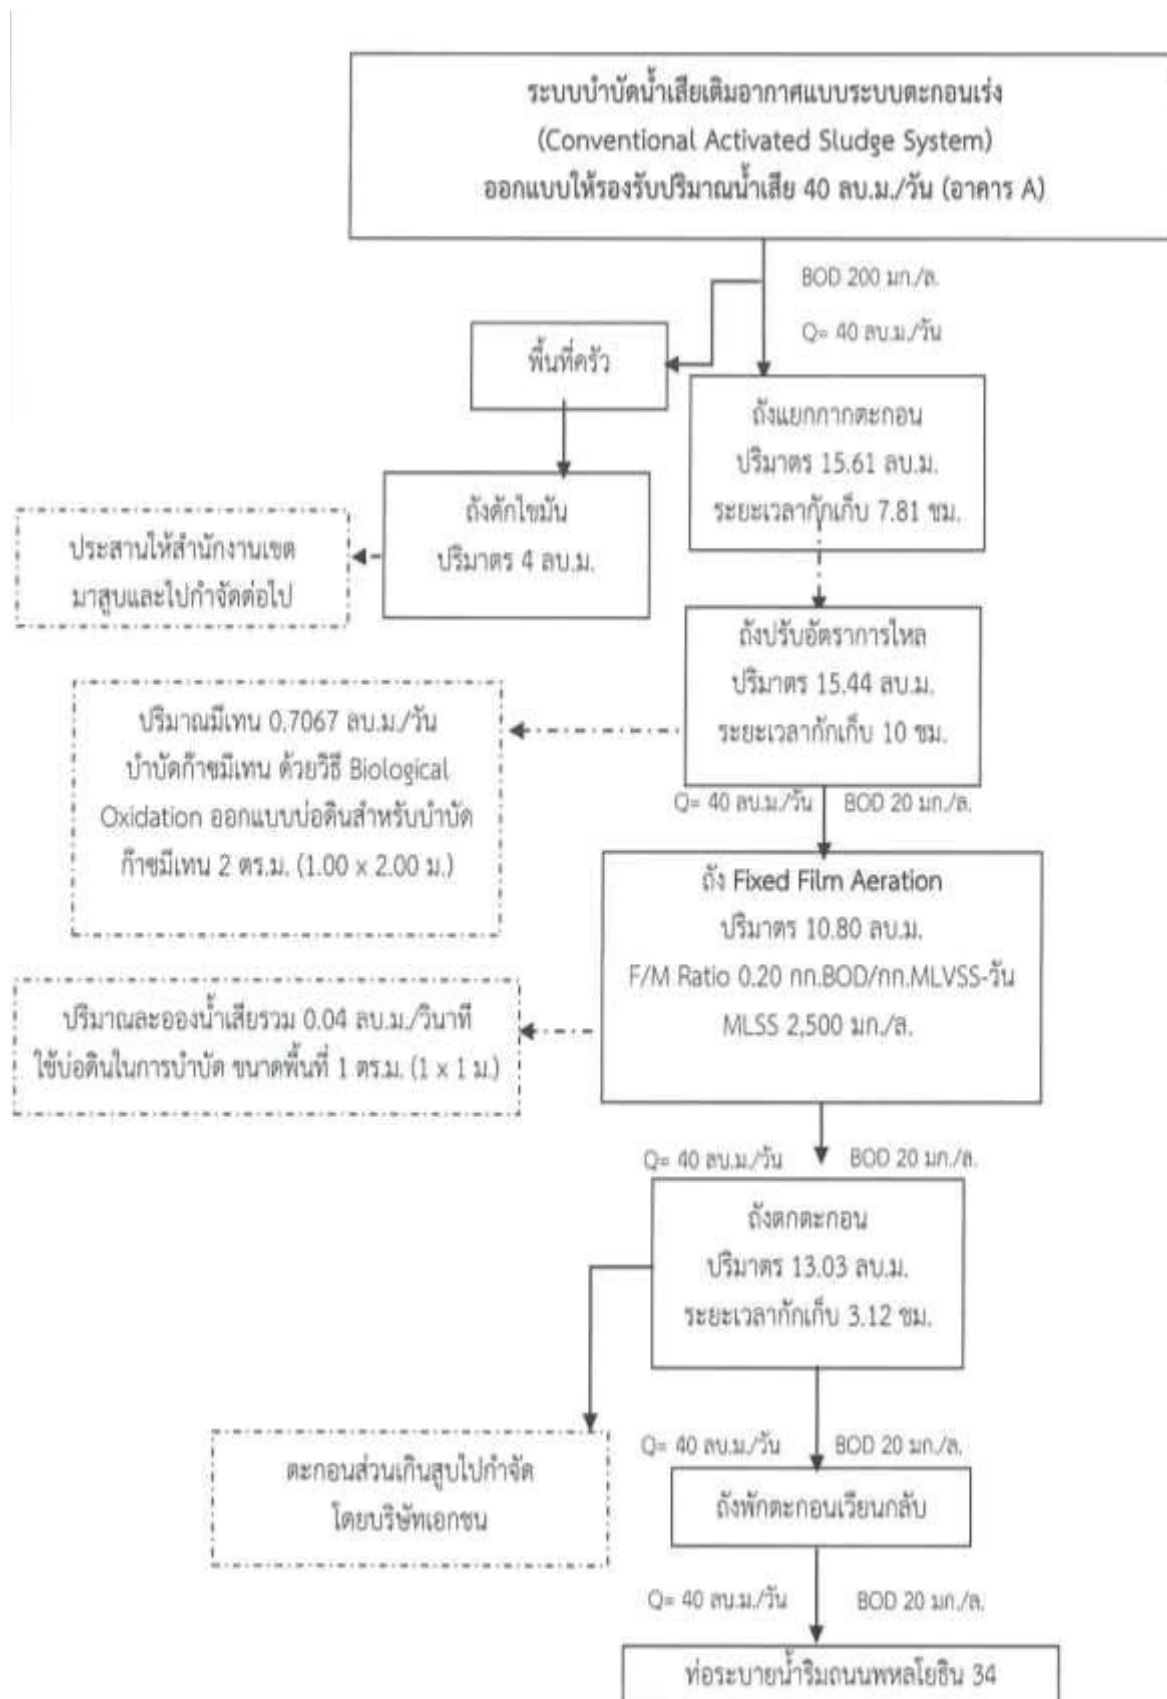 ระบบบำบัดน้ำเสียเติมอากาศแบบระบบตะกอนเร่ง
(Conventional Activated Sludge System)
ออกแบบให้รองรับปริมาณน้ำเสีย 40 ลบ.ม./วัน (อาคาร A)
BOD 200 มก./ล.
Q= 40 ลบ.ม./วัน
พื้นที่ครัว
ถังแยกกากตะกอน
ปริมาตร 15.61 ลบ.ม.
ระยะเวลากักเก็บ 7.81 ชม.
ถังดักไขมัน
ปริมาตร 4 ลบ.ม.
ประสานให้สำนักงานเขต
มาสูบและไปกำจัดต่อไป
ถังปรับอัตราการไหล
ปริมาตร 15.44 ลบ.ม.
ระยะเวลากักเก็บ 10 ชม.
ปริมาณมีเทน 0.7067 ลบ.ม./วัน
บำบัดก๊าซมีเทน ด้วยวิธี Biological
Oxidation ออกแบบบ่อดินสำหรับบำบัด
ก๊าซมีเทน 2 ตร.ม. (1.00 x 2.00 ม.)
Q= 40 ลบ.ม./วัน BOD 20 มก./ล.
ถัง Fixed Film Aeration
ปริมาตร 10.80 ลบ.ม.
F/M Ratio 0.20 กก.BOD/กก.MLVSS-วัน
MLSS 2,500 มก./ล.
ปริมาณละอองน้ำเสียรวม 0.04 ลบ.ม./วินาที
ใช้บ่อดินในการบำบัด ขนาดพื้นที่ 1 ตร.ม. (1 x 1 ม.)
Q= 40 ลบ.ม./วัน BOD 20 มก./ล.
ถังตกตะกอน
ปริมาตร 13.03 ลบ.ม.
ระยะเวลากักเก็บ 3.12 ชม.
Q= 40 ลบ.ม./วัน BOD 20 มก./ล.
ตะกอนส่วนเกินสูบไปกำจัด
โดยบริษัทเอกชน
ถังพักตะกอนเวียนกลับ
Q= 40 ลบ.ม./วัน BOD 20 มก./ล.
ท่อระบายน้ำริมถนนพหลโยธิน 34